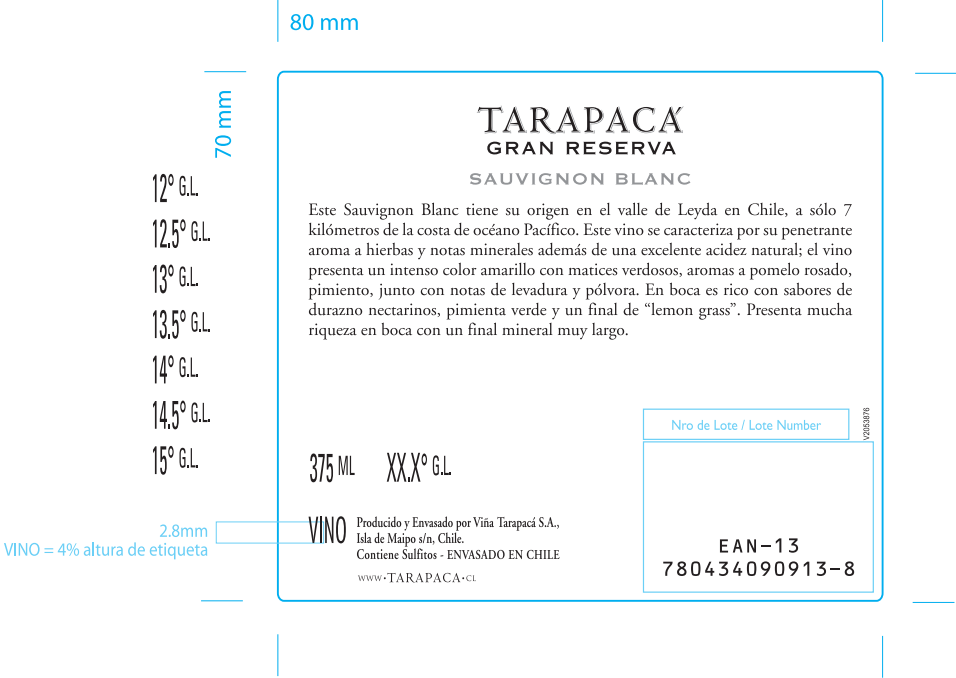 80 mm
70 mm
12° G.L.
12.5° G.L.
13° G.L.
13.5° G.L.
14° G.L.
14.5° G.L.
15° G.L.
TARAPACÁ
GRAN RESERVA
SAUVIGNON BLANC
Este Sauvignon Blanc tiene su origen en el valle de Leyda en Chile, a sólo 7
kilómetros de la costa de océano Pacífico. Este vino se caracteriza por su penetrante
aroma a hierbas y notas minerales además de una excelente acidez natural; el vino
presenta un intenso color amarillo con matices verdosos, aromas a pomelo rosado,
pimiento, junto con notas de levadura y pólvora. En boca es rico con sabores de
durazno nectarinos, pimienta verde y un final de “lemon grass”. Presenta mucha
riqueza en boca con un final mineral muy largo.
Nro de Lote / Lote Number
V2053876
375 ML XX.X° G.L.
2.8mm
VINO = 4% altura de etiqueta
VINO
Producido y Envasado por Viña Tarapacá S.A.,
Isla de Maipo s/n, Chile.
Contiene Sulfitos - ENVASADO EN CHILE
WWW•TARAPACA•CL
EAN-13
780434090913-8